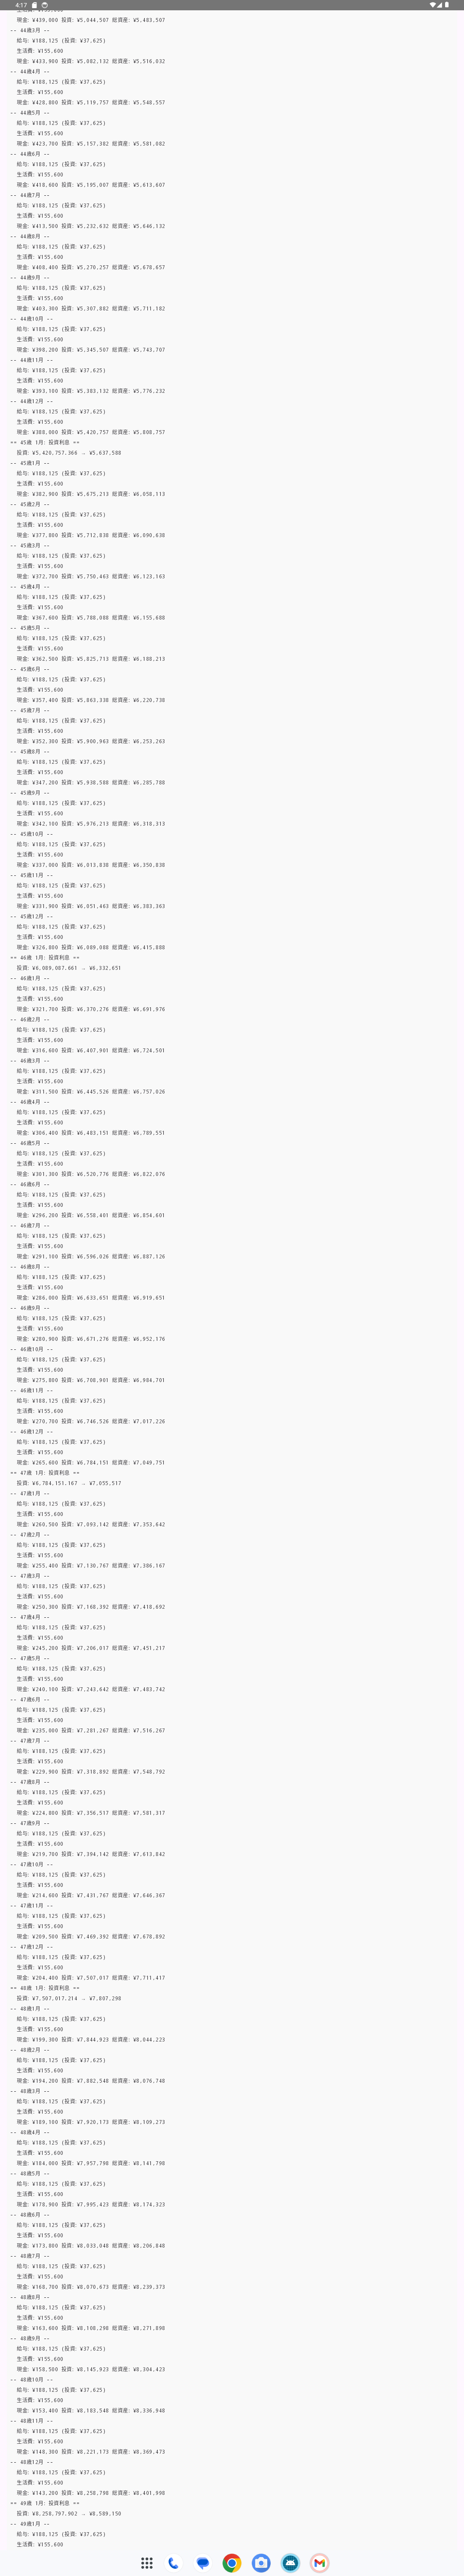 4:17
現金: ¥439,000 投資: ¥5,044,507 総資産: ¥5,483,507
-- 44歳3月 --
給与: ¥188,125 (投資: ¥37,625)
生活費: ¥155,600
現金: ¥433,900 投資: ¥5,082,132 総資産: ¥5,516,032
-- 44歳4月 --
給与: ¥188,125 (投資: ¥37,625)
生活費: ¥155,600
現金: ¥428,800 投資: ¥5,119,757 総資産: ¥5,548,557
-- 44歳5月 --
給与: ¥188,125 (投資: ¥37,625)
生活費: ¥155,600
現金: ¥423,700 投資: ¥5,157,382 総資産: ¥5,581,082
-- 44歳6月 --
給与: ¥188,125 (投資: ¥37,625)
生活費: ¥155,600
現金: ¥418,600 投資: ¥5,195,007 総資産: ¥5,613,607
-- 44歳7月 --
給与: ¥188,125 (投資: ¥37,625)
生活費: ¥155,600
現金: ¥413,500 投資: ¥5,232,632 総資産: ¥5,646,132
-- 44歳8月 --
給与: ¥188,125 (投資: ¥37,625)
生活費: ¥155,600
現金: ¥408,400 投資: ¥5,270,257 総資産: ¥5,678,657
-- 44歳9月 --
給与: ¥188,125 (投資: ¥37,625)
生活費: ¥155,600
現金: ¥403,300 投資: ¥5,307,882 総資産: ¥5,711,182
-- 44歳10月 --
給与: ¥188,125 (投資: ¥37,625)
生活費: ¥155,600
現金: ¥398,200 投資: ¥5,345,507 総資産: ¥5,743,707
-- 44歳11月 --
給与: ¥188,125 (投資: ¥37,625)
生活費: ¥155,600
現金: ¥393,100 投資: ¥5,383,132 総資産: ¥5,776,232
-- 44歳12月 --
給与: ¥188,125 (投資: ¥37,625)
生活費: ¥155,600
現金: ¥388,000 投資: ¥5,420,757 総資産: ¥5,808,757
== 45歳 1月: 投資利息 ==
投資: ¥5,420,757.366 → ¥5,637,588
-- 45歳1月 --
給与: ¥188,125 (投資: ¥37,625)
生活費: ¥155,600
現金: ¥382,900 投資: ¥5,675,213 総資産: ¥6,058,113
-- 45歳2月 --
給与: ¥188,125 (投資: ¥37,625)
生活費: ¥155,600
現金: ¥377,800 投資: ¥5,712,838 総資産: ¥6,090,638
-- 45歳3月 --
給与: ¥188,125 (投資: ¥37,625)
生活費: ¥155,600
現金: ¥372,700 投資: ¥5,750,463 総資産: ¥6,123,163
-- 45歳4月 --
給与: ¥188,125 (投資: ¥37,625)
生活費: ¥155,600
現金: ¥367,600 投資: ¥5,788,088 総資産: ¥6,155,688
-- 45歳5月 --
給与: ¥188,125 (投資: ¥37,625)
生活費: ¥155,600
現金: ¥362,500 投資: ¥5,825,713 総資産: ¥6,188,213
-- 45歳6月 --
給与: ¥188,125 (投資: ¥37,625)
生活費: ¥155,600
現金: ¥357,400 投資: ¥5,863,338 総資産: ¥6,220,738
-- 45歳7月 --
給与: ¥188,125 (投資: ¥37,625)
生活費: ¥155,600
現金: ¥352,300 投資: ¥5,900,963 総資産: ¥6,253,263
-- 45歳8月 --
給与: ¥188,125 (投資: ¥37,625)
生活費: ¥155,600
現金: ¥347,200 投資: ¥5,938,588 総資産: ¥6,285,788
-- 45歳9月 --
給与: ¥188,125 (投資: ¥37,625)
生活費: ¥155,600
現金: ¥342,100 投資: ¥5,976,213 総資産: ¥6,318,313
-- 45歳10月 --
給与: ¥188,125 (投資: ¥37,625)
生活費: ¥155,600
現金: ¥337,000 投資: ¥6,013,838 総資産: ¥6,350,838
-- 45歳11月 --
給与: ¥188,125 (投資: ¥37,625)
生活費: ¥155,600
現金: ¥331,900 投資: ¥6,051,463 総資産: ¥6,383,363
-- 45歳12月 --
給与: ¥188,125 (投資: ¥37,625)
生活費: ¥155,600
現金: ¥326,800 投資: ¥6,089,088 総資産: ¥6,415,888
== 46歳 1月: 投資利息 ==
投資: ¥6,089,087.661 → ¥6,332,651
-- 46歳1月 --
給与: ¥188,125 (投資: ¥37,625)
生活費: ¥155,600
現金: ¥321,700 投資: ¥6,370,276 総資産: ¥6,691,976
-- 46歳2月 --
給与: ¥188,125 (投資: ¥37,625)
生活費: ¥155,600
現金: ¥316,600 投資: ¥6,407,901 総資産: ¥6,724,501
-- 46歳3月 --
給与: ¥188,125 (投資: ¥37,625)
生活費: ¥155,600
現金: ¥311,500 投資: ¥6,445,526 総資産: ¥6,757,026
-- 46歳4月 --
給与: ¥188,125 (投資: ¥37,625)
生活費: ¥155,600
現金: ¥306,400 投資: ¥6,483,151 総資産: ¥6,789,551
-- 46歳5月 --
給与: ¥188,125 (投資: ¥37,625)
生活費: ¥155,600
現金: ¥301,300 投資: ¥6,520,776 総資産: ¥6,822,076
-- 46歳6月 --
給与: ¥188,125 (投資: ¥37,625)
生活費: ¥155,600
現金: ¥296,200 投資: ¥6,558,401 総資産: ¥6,854,601
-- 46歳7月 --
給与: ¥188,125 (投資: ¥37,625)
生活費: ¥155,600
現金: ¥291,100 投資: ¥6,596,026 総資産: ¥6,887,126
-- 46歳8月 --
給与: ¥188,125 (投資: ¥37,625)
生活費: ¥155,600
現金: ¥286,000 投資: ¥6,633,651 総資産: ¥6,919,651
-- 46歳9月 --
給与: ¥188,125 (投資: ¥37,625)
生活費: ¥155,600
現金: ¥280,900 投資: ¥6,671,276 総資産: ¥6,952,176
-- 46歳10月 --
給与: ¥188,125 (投資: ¥37,625)
生活費: ¥155,600
現金: ¥275,800 投資: ¥6,708,901 総資産: ¥6,984,701
-- 46歳11月 --
給与: ¥188,125 (投資: ¥37,625)
生活費: ¥155,600
現金: ¥270,700 投資: ¥6,746,526 総資産: ¥7,017,226
-- 46歳12月 --
給与: ¥188,125 (投資: ¥37,625)
生活費: ¥155,600
現金: ¥265,600 投資: ¥6,784,151 総資産: ¥7,049,751
== 47歳 1月: 投資利息 ==
投資: ¥6,784,151.167 → ¥7,055,517
-- 47歳1月 --
給与: ¥188,125 (投資: ¥37,625)
生活費: ¥155,600
現金: ¥260,500 投資: ¥7,093,142 総資産: ¥7,353,642
-- 47歳2月 --
給与: ¥188,125 (投資: ¥37,625)
生活費: ¥155,600
現金: ¥255,400 投資: ¥7,130,767 総資産: ¥7,386,167
-- 47歳3月 --
給与: ¥188,125 (投資: ¥37,625)
生活費: ¥155,600
現金: ¥250,300 投資: ¥7,168,392 総資産: ¥7,418,692
-- 47歳4月 --
給与: ¥188,125 (投資: ¥37,625)
生活費: ¥155,600
現金: ¥245,200 投資: ¥7,206,017 総資産: ¥7,451,217
-- 47歳5月 --
給与: ¥188,125 (投資: ¥37,625)
生活費: ¥155,600
現金: ¥240,100 投資: ¥7,243,642 総資産: ¥7,483,742
-- 47歳6月 --
給与: ¥188,125 (投資: ¥37,625)
生活費: ¥155,600
現金: ¥235,000 投資: ¥7,281,267 総資産: ¥7,516,267
-- 47歳7月 --
給与: ¥188,125 (投資: ¥37,625)
生活費: ¥155,600
現金: ¥229,900 投資: ¥7,318,892 総資産: ¥7,548,792
-- 47歳8月 --
給与: ¥188,125 (投資: ¥37,625)
生活費: ¥155,600
現金: ¥224,800 投資: ¥7,356,517 総資産: ¥7,581,317
-- 47歳9月 --
給与: ¥188,125 (投資: ¥37,625)
生活費: ¥155,600
現金: ¥219,700 投資: ¥7,394,142 総資産: ¥7,613,842
-- 47歳10月 --
給与: ¥188,125 (投資: ¥37,625)
生活費: ¥155,600
現金: ¥214,600 投資: ¥7,431,767 総資産: ¥7,646,367
-- 47歳11月 --
給与: ¥188,125 (投資: ¥37,625)
生活費: ¥155,600
現金: ¥209,500 投資: ¥7,469,392 総資産: ¥7,678,892
-- 47歳12月 --
給与: ¥188,125 (投資: ¥37,625)
生活費: ¥155,600
現金: ¥204,400 投資: ¥7,507,017 総資産: ¥7,711,417
== 48歳 1月: 投資利息 ==
投資: ¥7,507,017.214 → ¥7,807,298
-- 48歳1月 --
給与: ¥188,125 (投資: ¥37,625)
生活費: ¥155,600
現金: ¥199,300 投資: ¥7,844,923 総資産: ¥8,044,223
-- 48歳2月 --
給与: ¥188,125 (投資: ¥37,625)
生活費: ¥155,600
現金: ¥194,200 投資: ¥7,882,548 総資産: ¥8,076,748
-- 48歳3月 --
給与: ¥188,125 (投資: ¥37,625)
生活費: ¥155,600
現金: ¥189,100 投資: ¥7,920,173 総資産: ¥8,109,273
-- 48歳4月 --
給与: ¥188,125 (投資: ¥37,625)
生活費: ¥155,600
現金: ¥184,000 投資: ¥7,957,798 総資産: ¥8,141,798
-- 48歳5月 --
給与: ¥188,125 (投資: ¥37,625)
生活費: ¥155,600
現金: ¥178,900 投資: ¥7,995,423 総資産: ¥8,174,323
-- 48歳6月 --
給与: ¥188,125 (投資: ¥37,625)
生活費: ¥155,600
現金: ¥173,800 投資: ¥8,033,048 総資産: ¥8,206,848
-- 48歳7月 --
給与: ¥188,125 (投資: ¥37,625)
生活費: ¥155,600
現金: ¥168,700 投資: ¥8,070,673 総資産: ¥8,239,373
-- 48歳8月 --
給与: ¥188,125 (投資: ¥37,625)
生活費: ¥155,600
現金: ¥163,600 投資: ¥8,108,298 総資産: ¥8,271,898
-- 48歳9月 --
給与: ¥188,125 (投資: ¥37,625)
生活費: ¥155,600
現金: ¥158,500 投資: ¥8,145,923 総資産: ¥8,304,423
-- 48歳10月 --
給与: ¥188,125 (投資: ¥37,625)
生活費: ¥155,600
現金: ¥153,400 投資: ¥8,183,548 総資産: ¥8,336,948
-- 48歳11月 --
給与: ¥188,125 (投資: ¥37,625)
生活費: ¥155,600
現金: ¥148,300 投資: ¥8,221,173 総資産: ¥8,369,473
-- 48歳12月 --
給与: ¥188,125 (投資: ¥37,625)
生活費: ¥155,600
現金: ¥143,200 投資: ¥8,258,798 総資産: ¥8,401,998
== 49歳 1月: 投資利息 ==
投資: ¥8,258,797.902 → ¥8,589,150
-- 49歳1月 --
給与: ¥188,125 (投資: ¥37,625)
生活費: ¥155,600